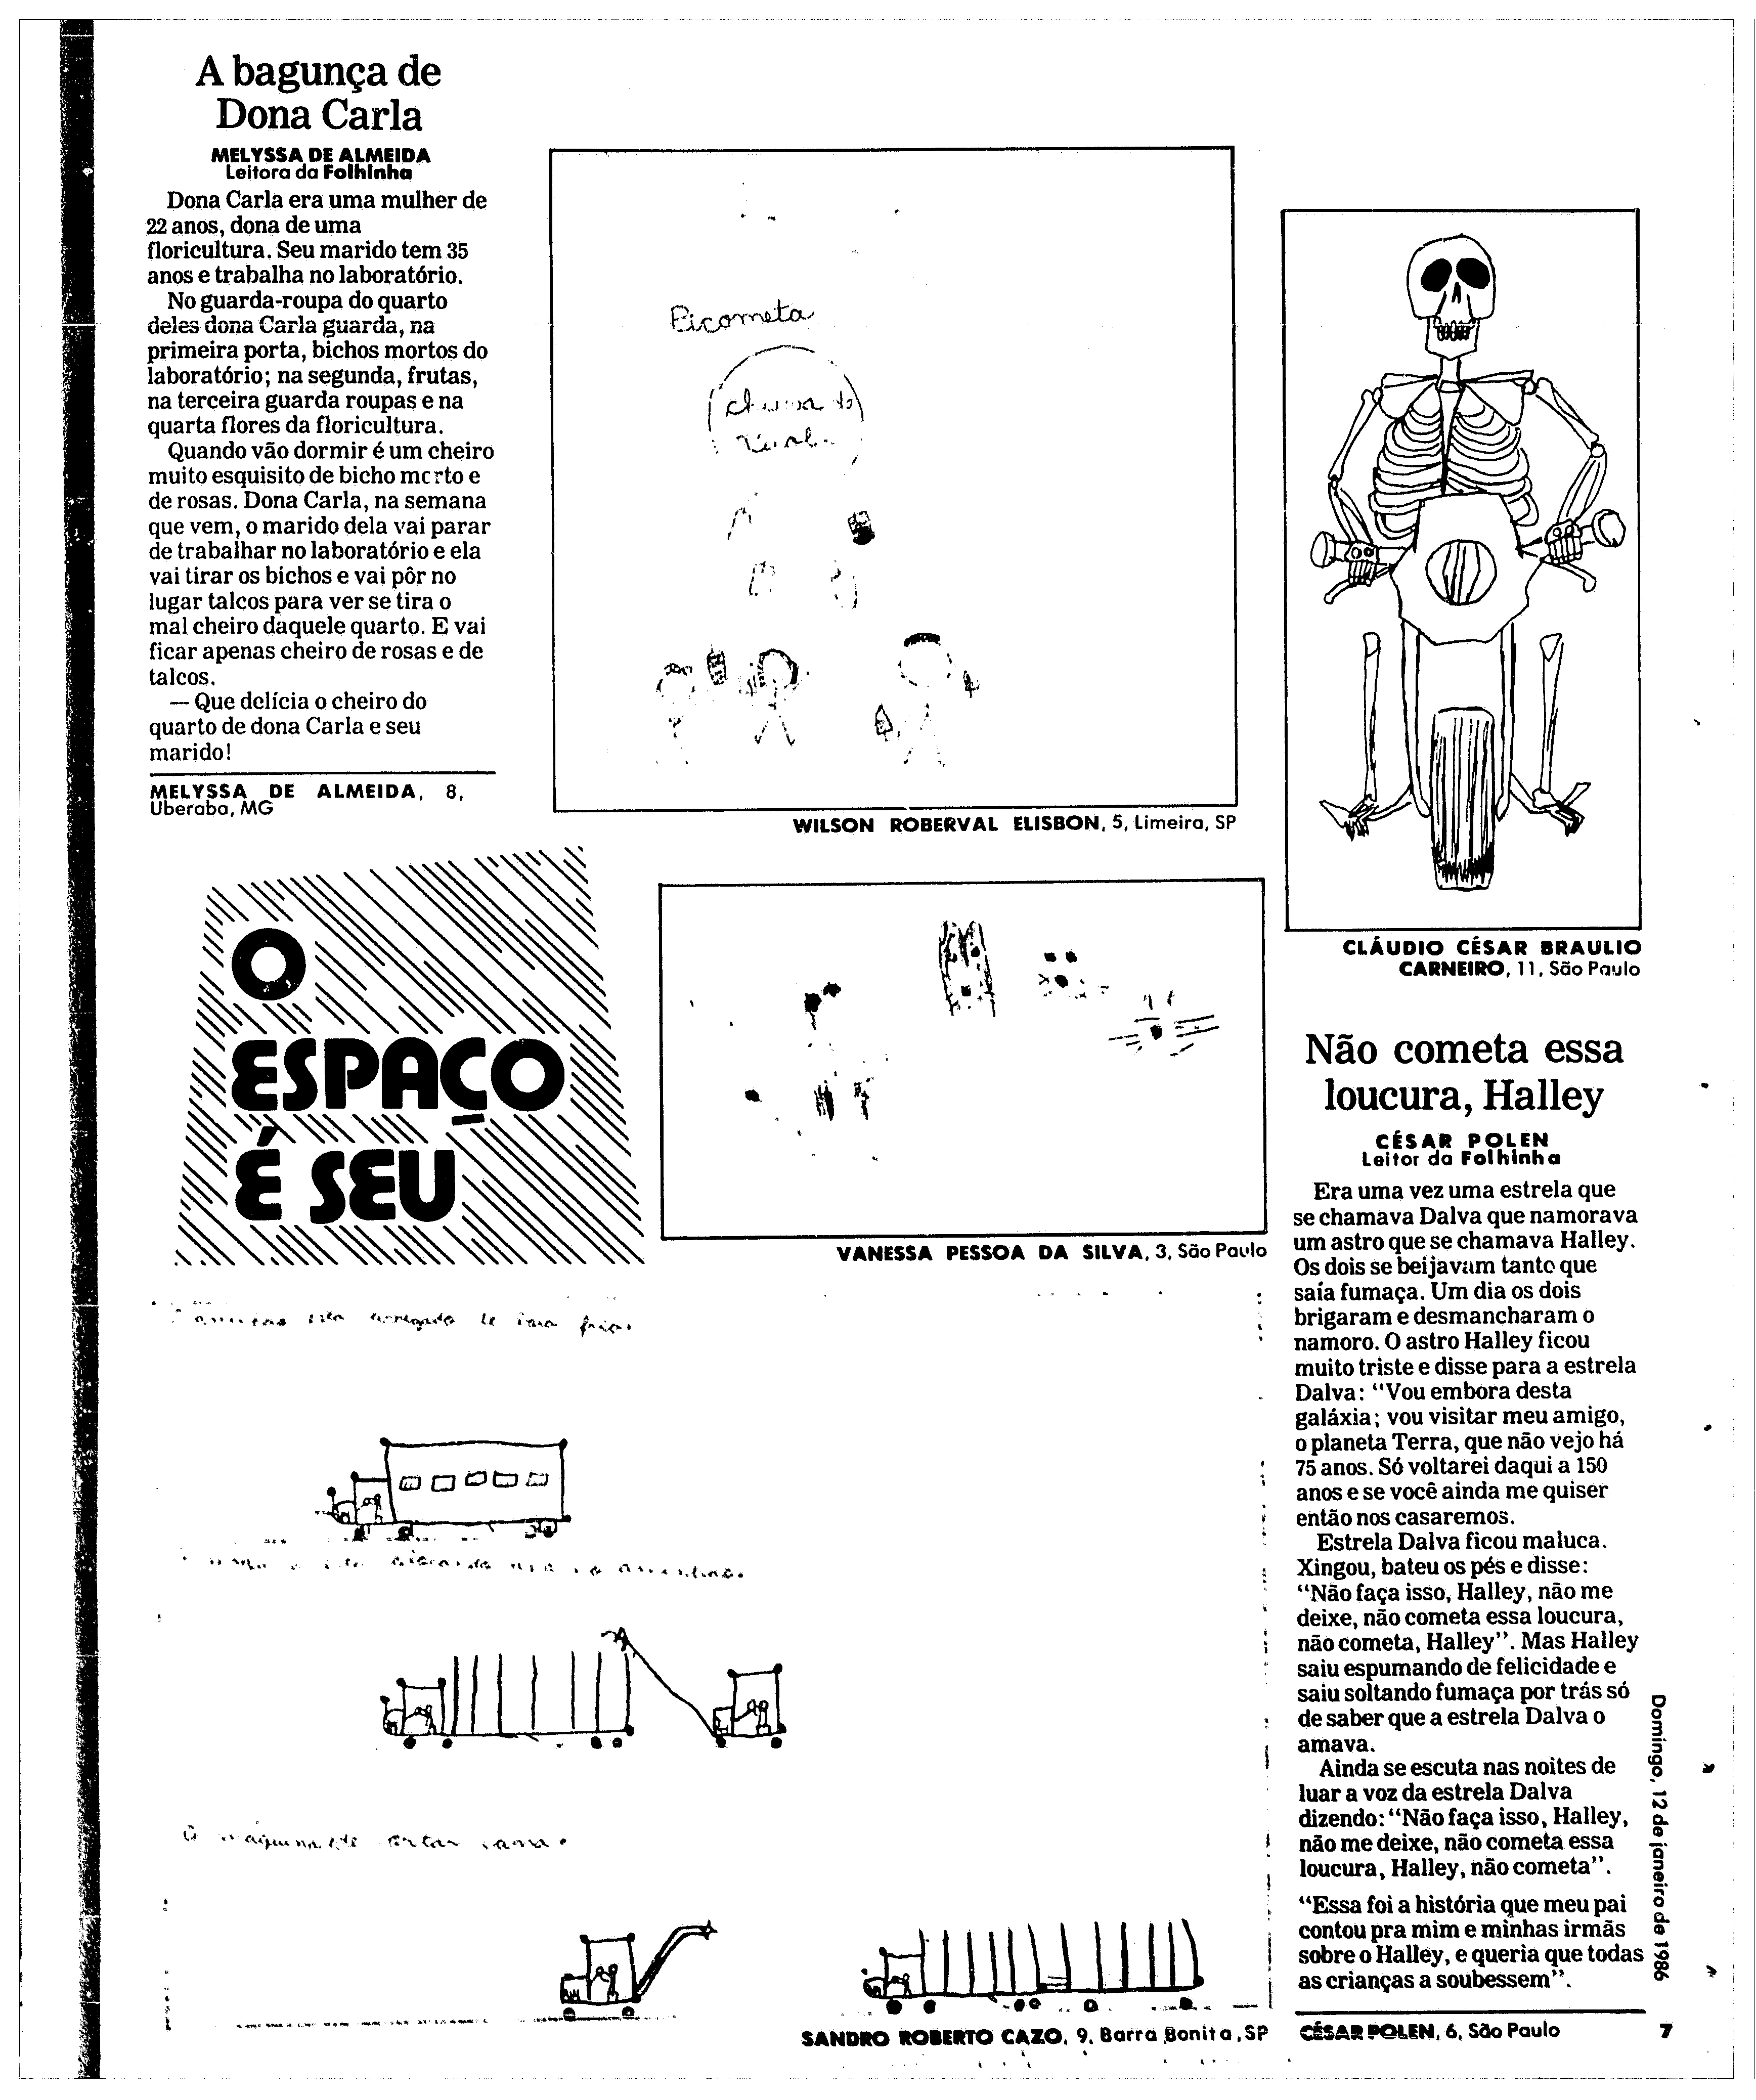 A bagunça de
Dona Carla
MELYSSA DE ALMEIDA
Leitora da Folhinha
Dona Carla era uma mulher de
22 anos, dona de uma
floricultura. Seu marido tem 35
anos e trabalha no laboratório.
No guarda-roupa do quarto
deles dona Carla guarda, na
primeira porta, bichos mortos do
laboratório; na segunda, frutas,
na terceira guarda roupas e na
quarta flores da floricultura.
Quando vão dormir é um cheiro
muito esquisito de bicho morto e
de rosas. Dona Carla, na semana
que vem, o marido dela vai parar
de trabalhar no laboratório e ela
vai tirar os bichos e vai pôr no
lugar talcos para ver se tira o
mal cheiro daquele quarto. E vai
ficar apenas cheiro de rosas e de
talcos.
— Que delícia o cheiro do
quarto de dona Carla e seu
marido!
MELYSSA DE ALMEIDA, 8,
Uberaba, MG
Picometa
WILSON ROBERVAL ELISBON, 5, Limeira, SP
CLÁUDIO CÉSAR BRAULIO
CARNEIRO, 11, São Paulo
O
ESPAÇO
É SEU
VANESSA PESSOA DA SILVA, 3, São Paulo
cortar cana
SANDRO ROBERTO CAZO, 9, Barra Bonita, SP
Não cometa essa
loucura, Halley
CÉSAR POLEN
Leitor da Folhinha
Era uma vez uma estrela que
se chamava Dalva que namorava
um astro que se chamava Halley.
Os dois se beijavam tanto que
saía fumaça. Um dia os dois
brigaram e desmancharam o
namoro. O astro Halley ficou
muito triste e disse para a estrela
Dalva: “Vou embora desta
galáxia; vou visitar meu amigo,
o planeta Terra, que não vejo há
75 anos. Só voltarei daqui a 150
anos e se você ainda me quiser
então nos casaremos.
Estrela Dalva ficou maluca.
Xingou, bateu os pés e disse:
“Não faça isso, Halley, não me
deixe, não cometa essa loucura,
não cometa, Halley”. Mas Halley
saiu espumando de felicidade e
saiu soltando fumaça por trás só
de saber que a estrela Dalva o
amava.
Ainda se escuta nas noites de
luar a voz da estrela Dalva
dizendo: “Não faça isso, Halley,
não me deixe, não cometa essa
loucura, Halley, não cometa”.
“Essa foi a história que meu pai
contou pra mim e minhas irmãs
sobre o Halley, e queria que todas
as crianças a soubessem”.
CÉSAR POLEN, 6, São Paulo
Domingo, 12 de janeiro de 1986
7